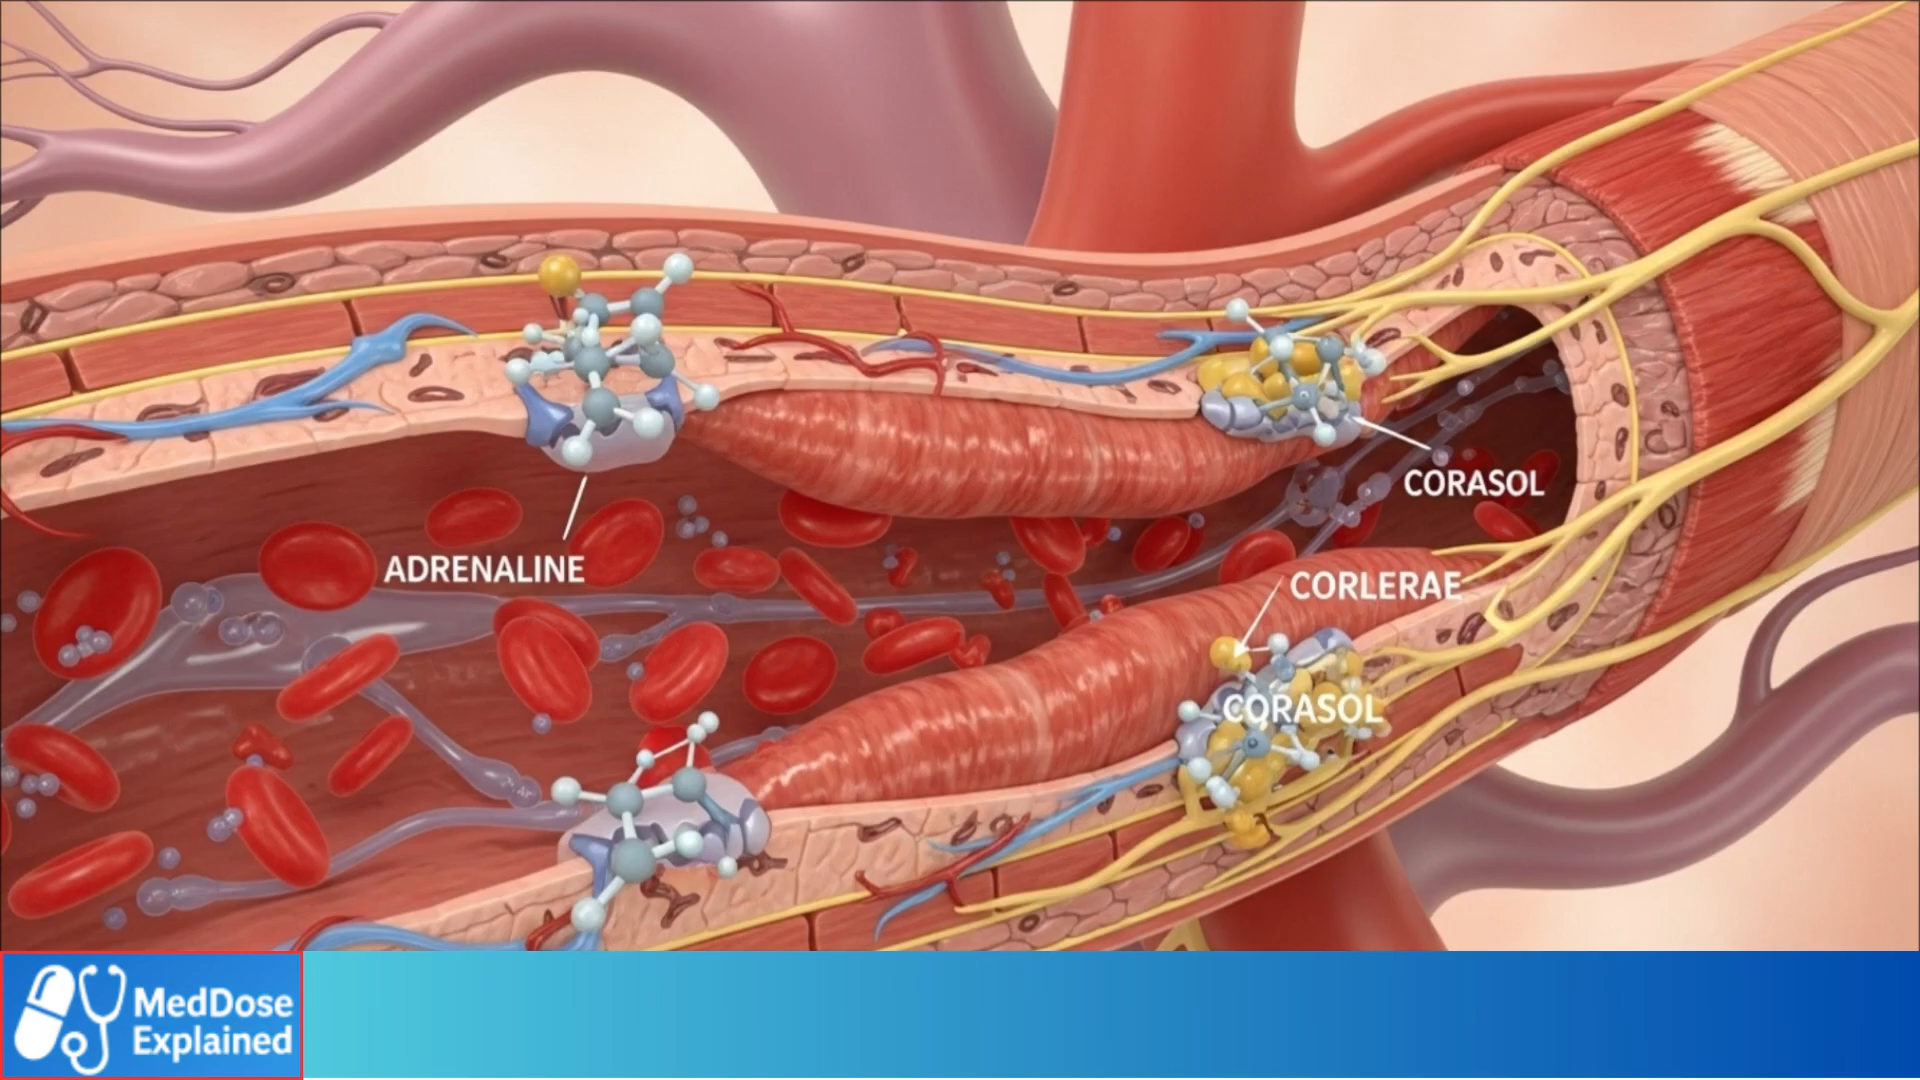 CORASOL
ADRENALINE
CORLERAE
CORASOL
MedDose
Explained